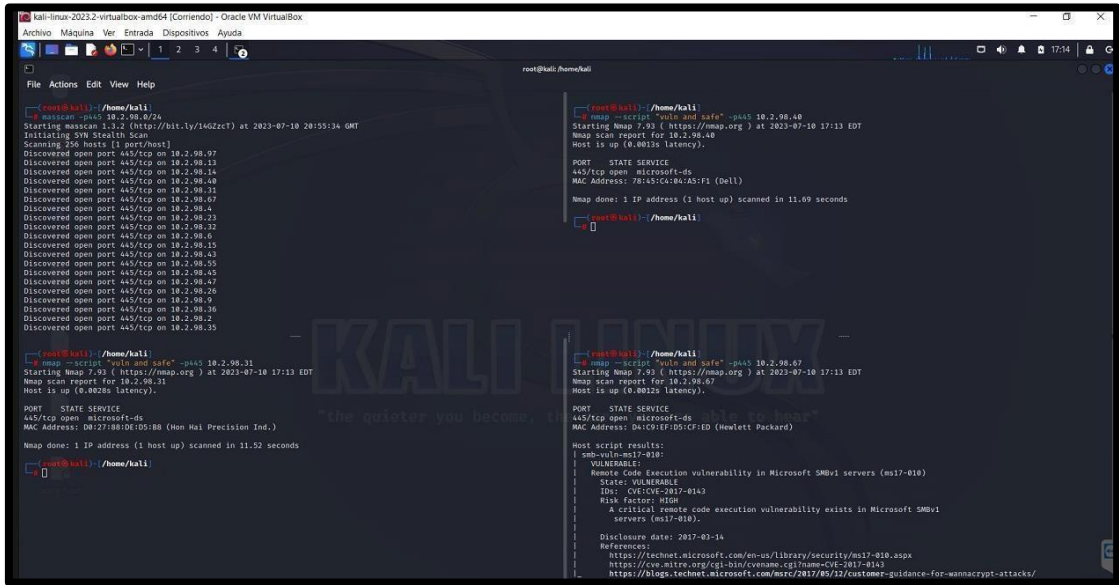 kali-linux-2023.2-virtualbox-amd64 [Corriendo] - Oracle VM VirtualBox
Archivo Máquina Ver Entrada Dispositivos Ayuda
1 2 3 4
17:14
root@kali: /home/kali
File Actions Edit View Help
┌──(root㉿kali)-[/home/kali]
└─# masscan -p445 10.2.98.0/24
Starting masscan 1.3.2 (http://bit.ly/14GZzcT) at 2023-07-10 20:55:34 GMT
Initiating SYN Stealth Scan
Scanning 256 hosts [1 port/host]
Discovered open port 445/tcp on 10.2.98.97
Discovered open port 445/tcp on 10.2.98.13
Discovered open port 445/tcp on 10.2.98.14
Discovered open port 445/tcp on 10.2.98.40
Discovered open port 445/tcp on 10.2.98.31
Discovered open port 445/tcp on 10.2.98.67
Discovered open port 445/tcp on 10.2.98.4
Discovered open port 445/tcp on 10.2.98.23
Discovered open port 445/tcp on 10.2.98.32
Discovered open port 445/tcp on 10.2.98.6
Discovered open port 445/tcp on 10.2.98.15
Discovered open port 445/tcp on 10.2.98.43
Discovered open port 445/tcp on 10.2.98.55
Discovered open port 445/tcp on 10.2.98.45
Discovered open port 445/tcp on 10.2.98.47
Discovered open port 445/tcp on 10.2.98.26
Discovered open port 445/tcp on 10.2.98.9
Discovered open port 445/tcp on 10.2.98.36
Discovered open port 445/tcp on 10.2.98.2
Discovered open port 445/tcp on 10.2.98.35
┌──(root㉿kali)-[/home/kali]
└─# nmap --script "vuln and safe" -p445 10.2.98.40
Starting Nmap 7.93 ( https://nmap.org ) at 2023-07-10 17:13 EDT
Nmap scan report for 10.2.98.40
Host is up (0.0013s latency).
PORT STATE SERVICE
445/tcp open microsoft-ds
MAC Address: 78:45:C4:04:A5:F1 (Dell)
Nmap done: 1 IP address (1 host up) scanned in 11.69 seconds
┌──(root㉿kali)-[/home/kali]
└─#
┌──(root㉿kali)-[/home/kali]
└─# nmap --script "vuln and safe" -p445 10.2.98.31
Starting Nmap 7.93 ( https://nmap.org ) at 2023-07-10 17:13 EDT
Nmap scan report for 10.2.98.31
Host is up (0.0028s latency).
PORT STATE SERVICE
445/tcp open microsoft-ds
MAC Address: D0:27:88:DE:D5:B8 (Hon Hai Precision Ind.)
Nmap done: 1 IP address (1 host up) scanned in 11.52 seconds
┌──(root㉿kali)-[/home/kali]
└─#
┌──(root㉿kali)-[/home/kali]
└─# nmap --script "vuln and safe" -p445 10.2.98.67
Starting Nmap 7.93 ( https://nmap.org ) at 2023-07-10 17:13 EDT
Nmap scan report for 10.2.98.67
Host is up (0.0012s latency).
PORT STATE SERVICE
445/tcp open microsoft-ds
MAC Address: D4:C9:EF:D5:CF:ED (Hewlett Packard)
Host script results:
| smb-vuln-ms17-010:
|   VULNERABLE:
|   Remote Code Execution vulnerability in Microsoft SMBv1 servers (ms17-010)
|     State: VULNERABLE
|     IDs:  CVE:CVE-2017-0143
|     Risk factor: HIGH
|       A critical remote code execution vulnerability exists in Microsoft SMBv1
|        servers (ms17-010).
|
|     Disclosure date: 2017-03-14
|     References:
|       https://technet.microsoft.com/en-us/library/security/ms17-010.aspx
|       https://cve.mitre.org/cgi-bin/cvename.cgi?name=CVE-2017-0143
|_      https://blogs.technet.microsoft.com/msrc/2017/05/12/customer-guidance-for-wannacrypt-attacks/
KALI LINUX
"the quieter you become, th able to hear"